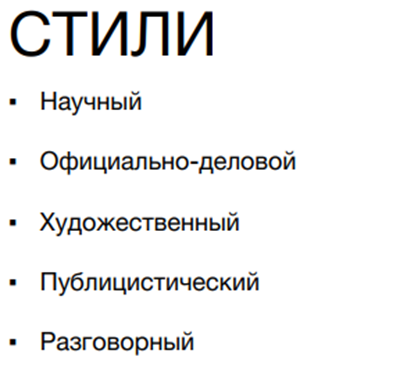 СТИЛИ
▪ Научный
▪ Официально-деловой
▪ Художественный
▪ Публицистический
▪ Разговорный